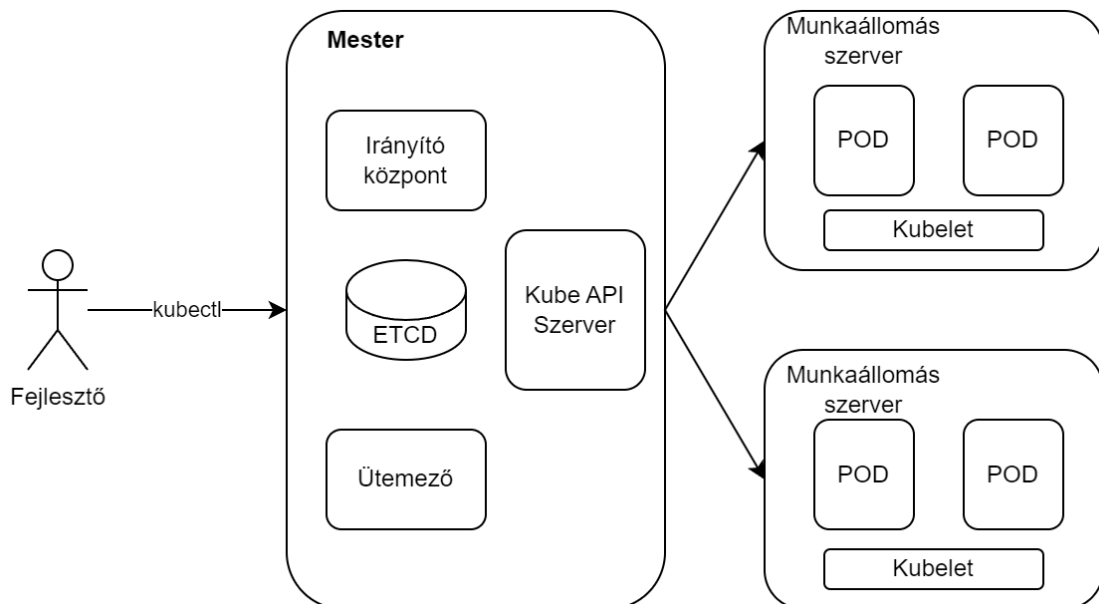 Mester
Irányító
központ
Kube API
Szerver
ETCD
Ütemező
kubectl
Fejlesztő
Munkaállomás
szerver
POD
POD
Kubelet
Munkaállomás
szerver
POD
POD
Kubelet